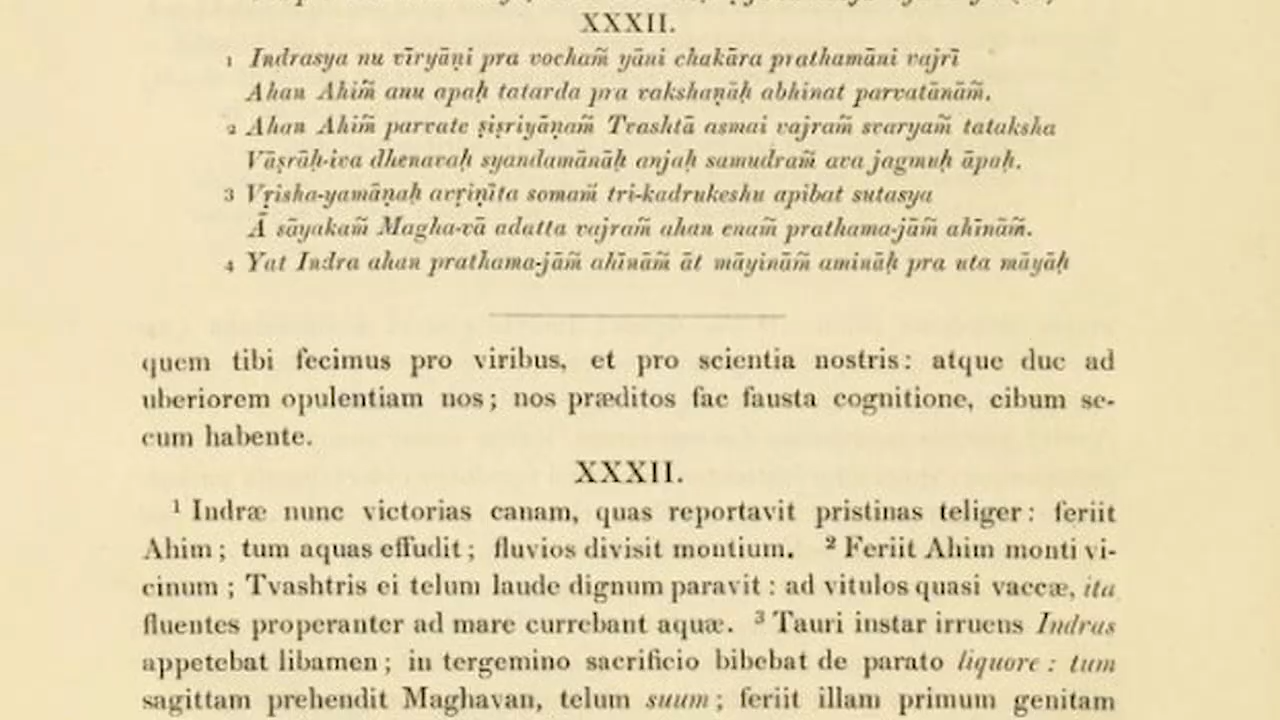 XXXII.
1 Indrasya nu vīryāṇi pra vocham̃ yāni chakāra prathamāni vajrī
Ahan Ahim̃ anu apaḥ tatarda pra vakshaṇāḥ abhinat parvatānām̃.
2 Ahan Ahim̃ parvate ṣiṣriyāṇam̃ Tvashtā asmai vajram̃ svaryam̃ tataksha
Vāṣrāḥ-iva dhenavaḥ syandamānāḥ anjaḥ samudram̃ ava jagmuḥ āpaḥ.
3 Vṛisha-yamāṇaḥ avṛiṇīta somam̃ tri-kadrukeshu apibat sutasya
Ā sāyakam̃ Magha-vā adatta vajram̃ ahan enam̃ prathama-jām̃ ahīnām̃.
4 Yat Indra ahan prathama-jām̃ ahīnām̃ āt māyinām̃ amināḥ pra uta māyāḥ
quem tibi fecimus pro viribus, et pro scientia nostris: atque duc ad
uberiorem opulentiam nos; nos præditos fac fausta cognitione, cibum se-
cum habente.
XXXII.
¹ Indræ nunc victorias canam, quas reportavit pristinas teliger: feriit
Ahim; tum aquas effudit; fluvios divisit montium. ² Feriit Ahim monti vi-
cinum; Tvashtris ei telum laude dignum paravit: ad vitulos quasi vaccæ, ita
fluentes properanter ad mare currebant aquæ. ³ Tauri instar irruens Indras
appetebat libamen; in tergemino sacrificio bibebat de parato liquore: tum
sagittam prehendit Maghavan, telum suum; feriit illam primum genitam